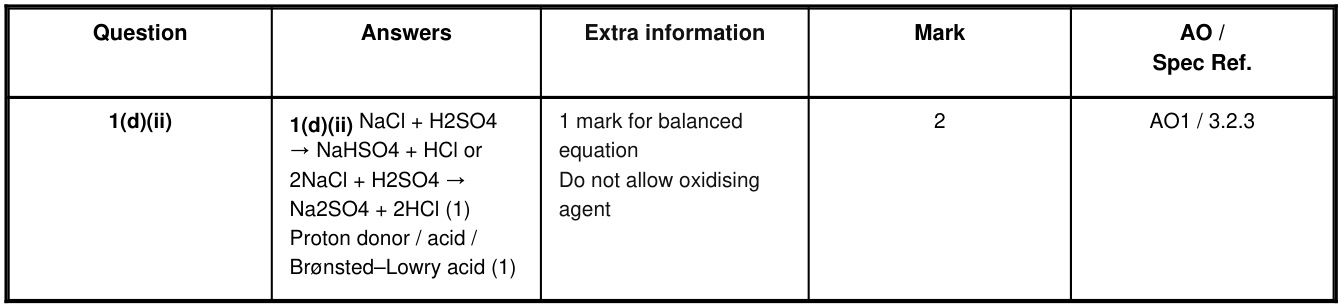 Question Answers Extra information Mark AO /
Spec Ref.
1(d)(ii) 1(d)(ii) NaCl + H2SO4 1 mark for balanced 2 AO1 / 3.2.3
→ NaHSO4 + HCl or equation
2NaCl + H2SO4 → Do not allow oxidising
Na2SO4 + 2HCl (1) agent
Proton donor / acid /
Brønsted–Lowry acid (1)